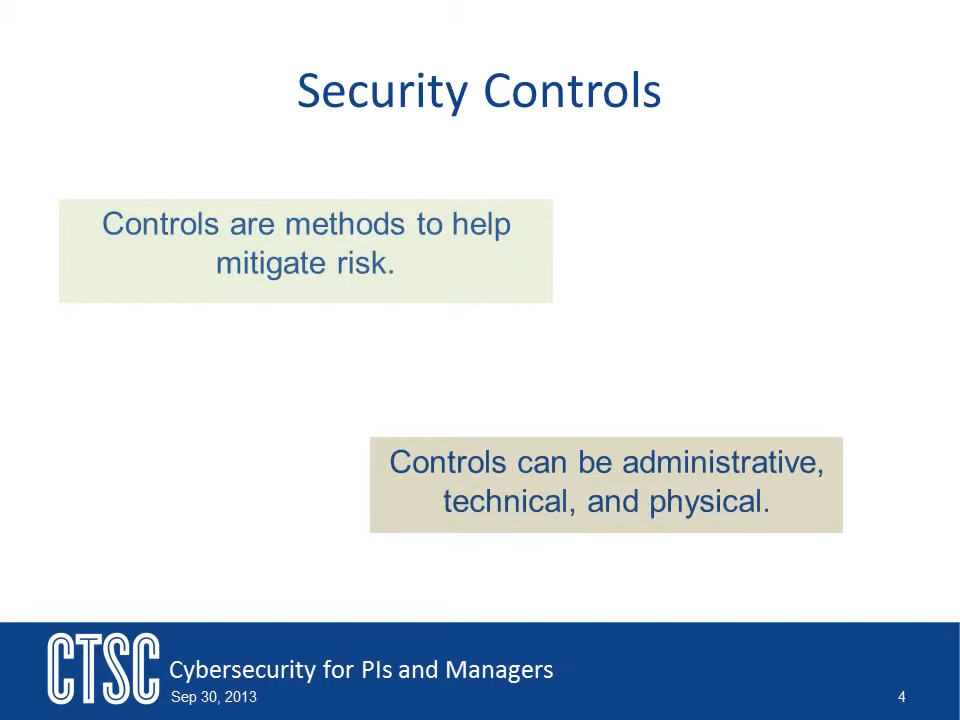 Security Controls
Controls are methods to help
mitigate risk.
Controls can be administrative,
technical, and physical.
CTSC
Cybersecurity for PIs and Managers
Sep 30, 2013
4